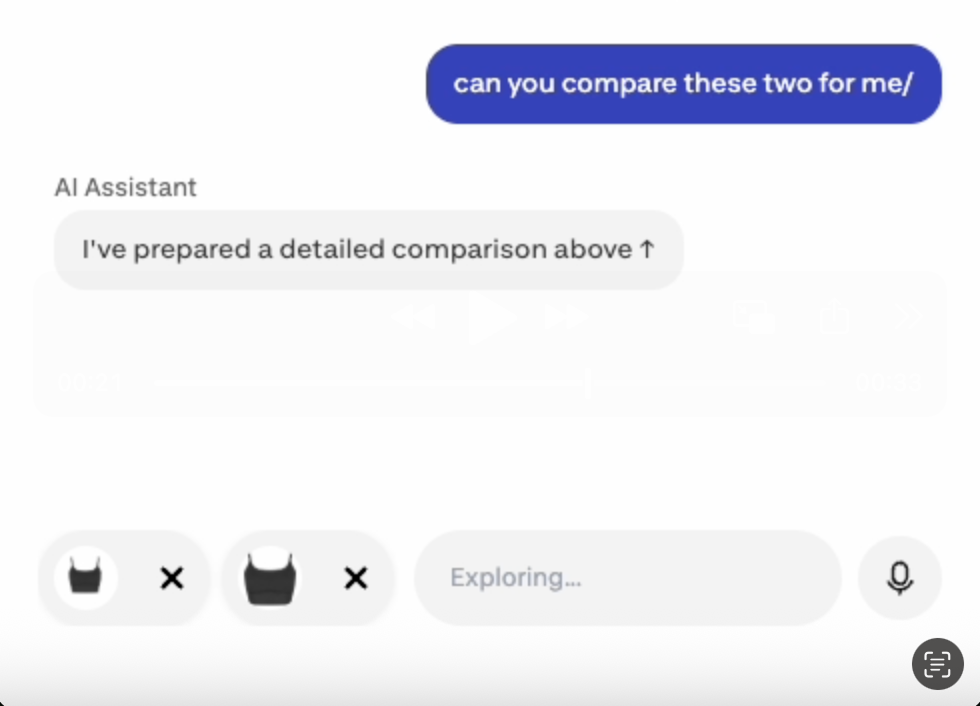 can you compare these two for me/
AI Assistant
I've prepared a detailed comparison above ↑
Exploring...